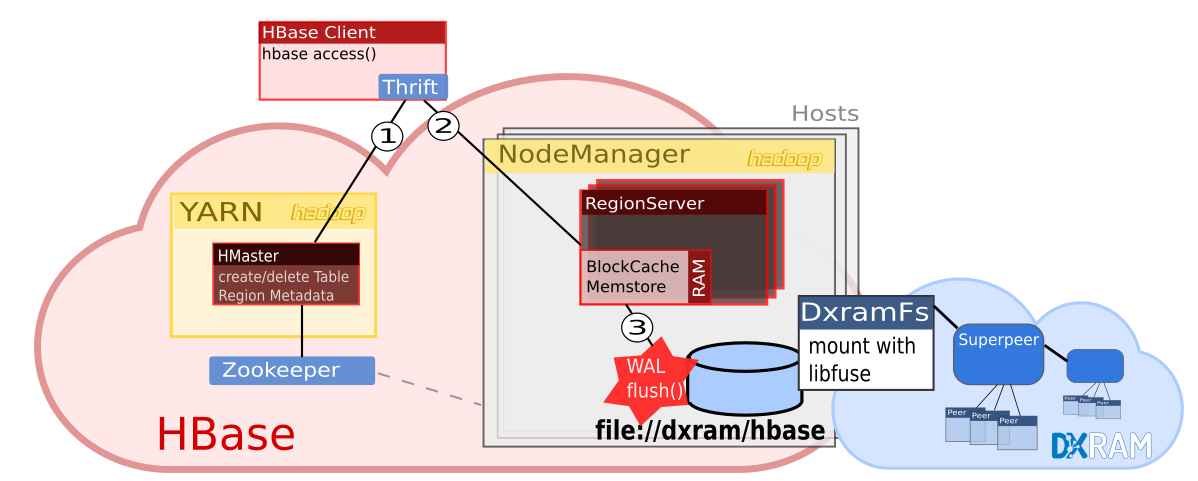 HBase Client
hbase access()
Thrift
1
2
Hosts
NodeManager
hadoop
YARN
hadoop
RegionServer
HMaster
create/delete Table
Region Metadata
BlockCache
Memstore
RAM
3
DxramFs
mount with
libfuse
Superpeer
Zookeeper
WAL
flush()
Peer
Peer
Peer
Peer
Peer
Peer
HBase
file://dxram/hbase
DXRAM